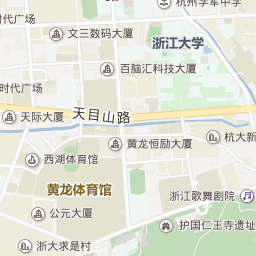 杭州学军中学
时代广场
文三数码大厦
浙江大学
百脑汇科技大厦
时代广场
天目山路
天际大厦
黄龙恒励大厦
杭大新
西湖体育馆
黄龙体育馆
浙江歌舞剧院
公元大厦
护国仁王寺遗址
浙大求是村